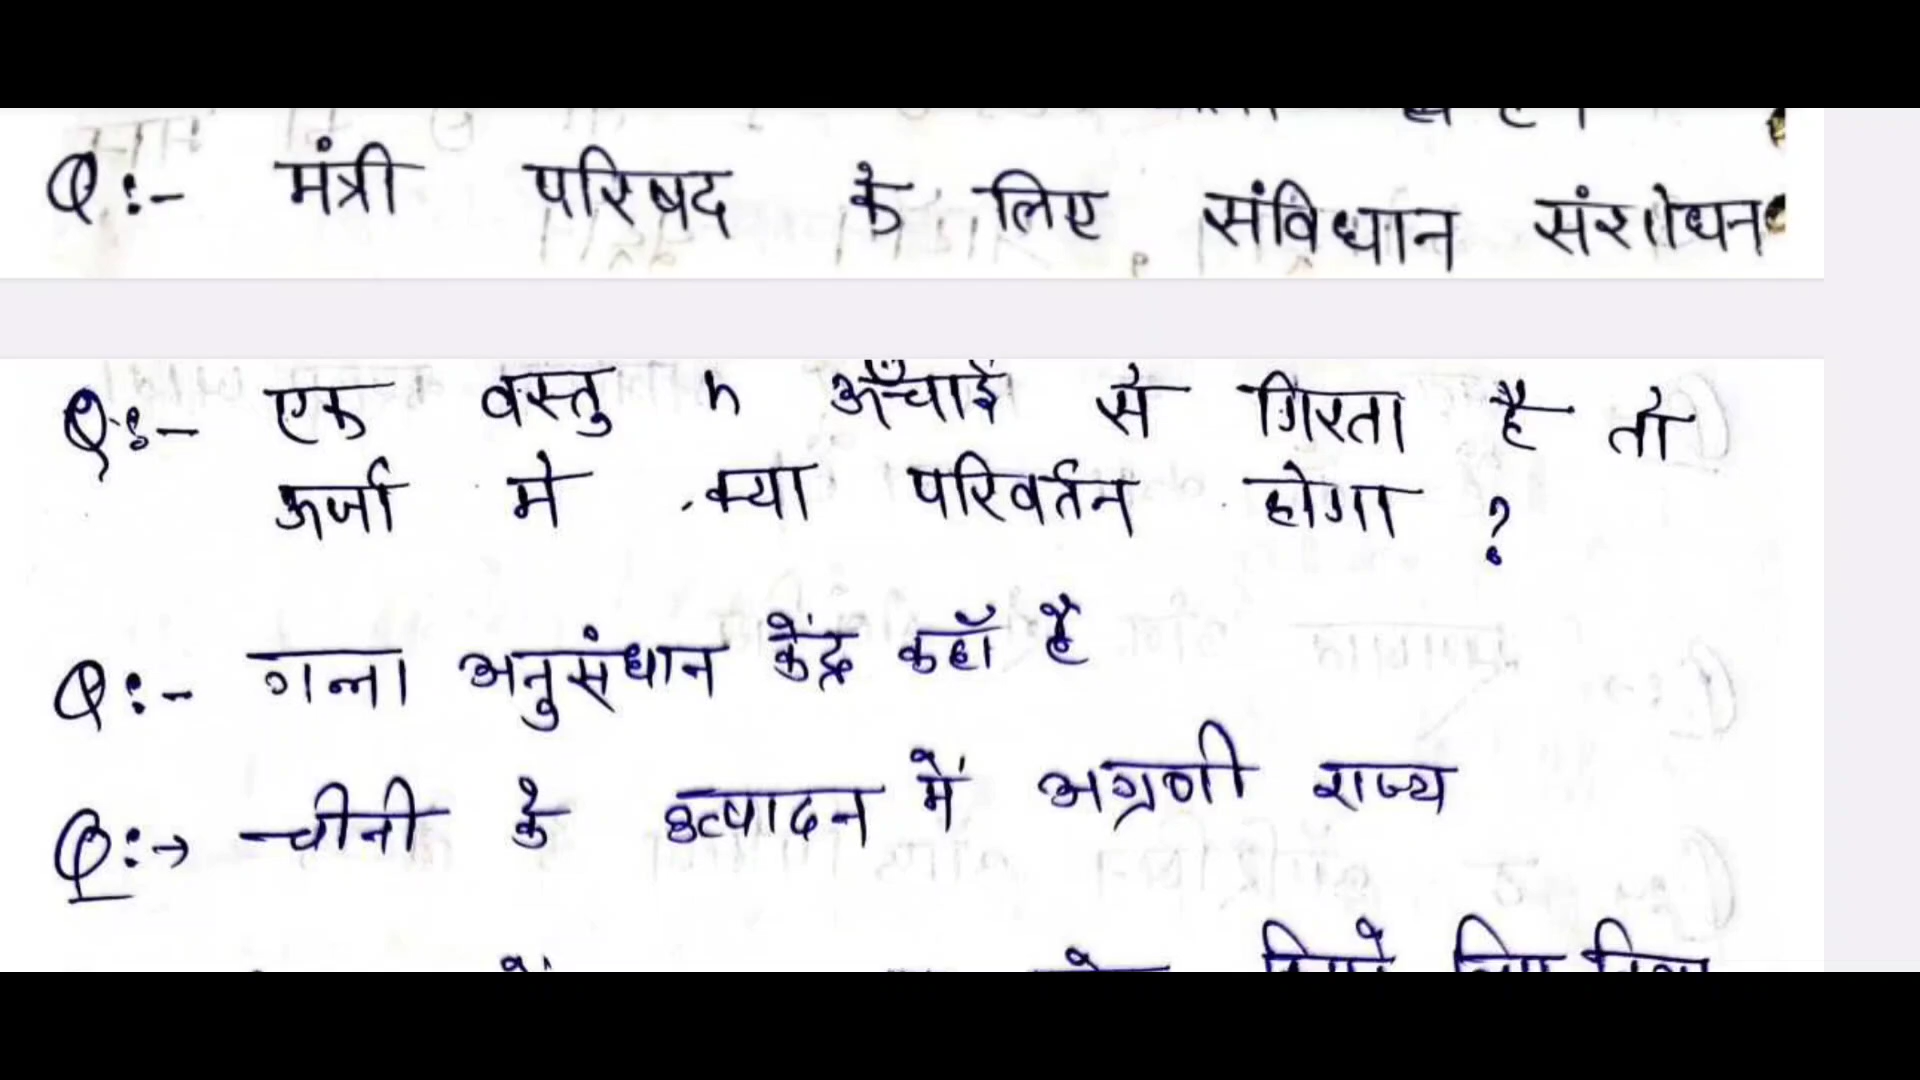 Q:- मंत्री परिषद के लिए संविधान संशोधन
Q:- एक वस्तु h ऊँचाई से गिरता है तो
ऊर्जा मे क्या परिवर्तन होगा ?
Q:- गन्ना अनुसंधान केंद्र कहाँ है
Q:→ चीनी के उत्पादन में अग्रणी राज्य